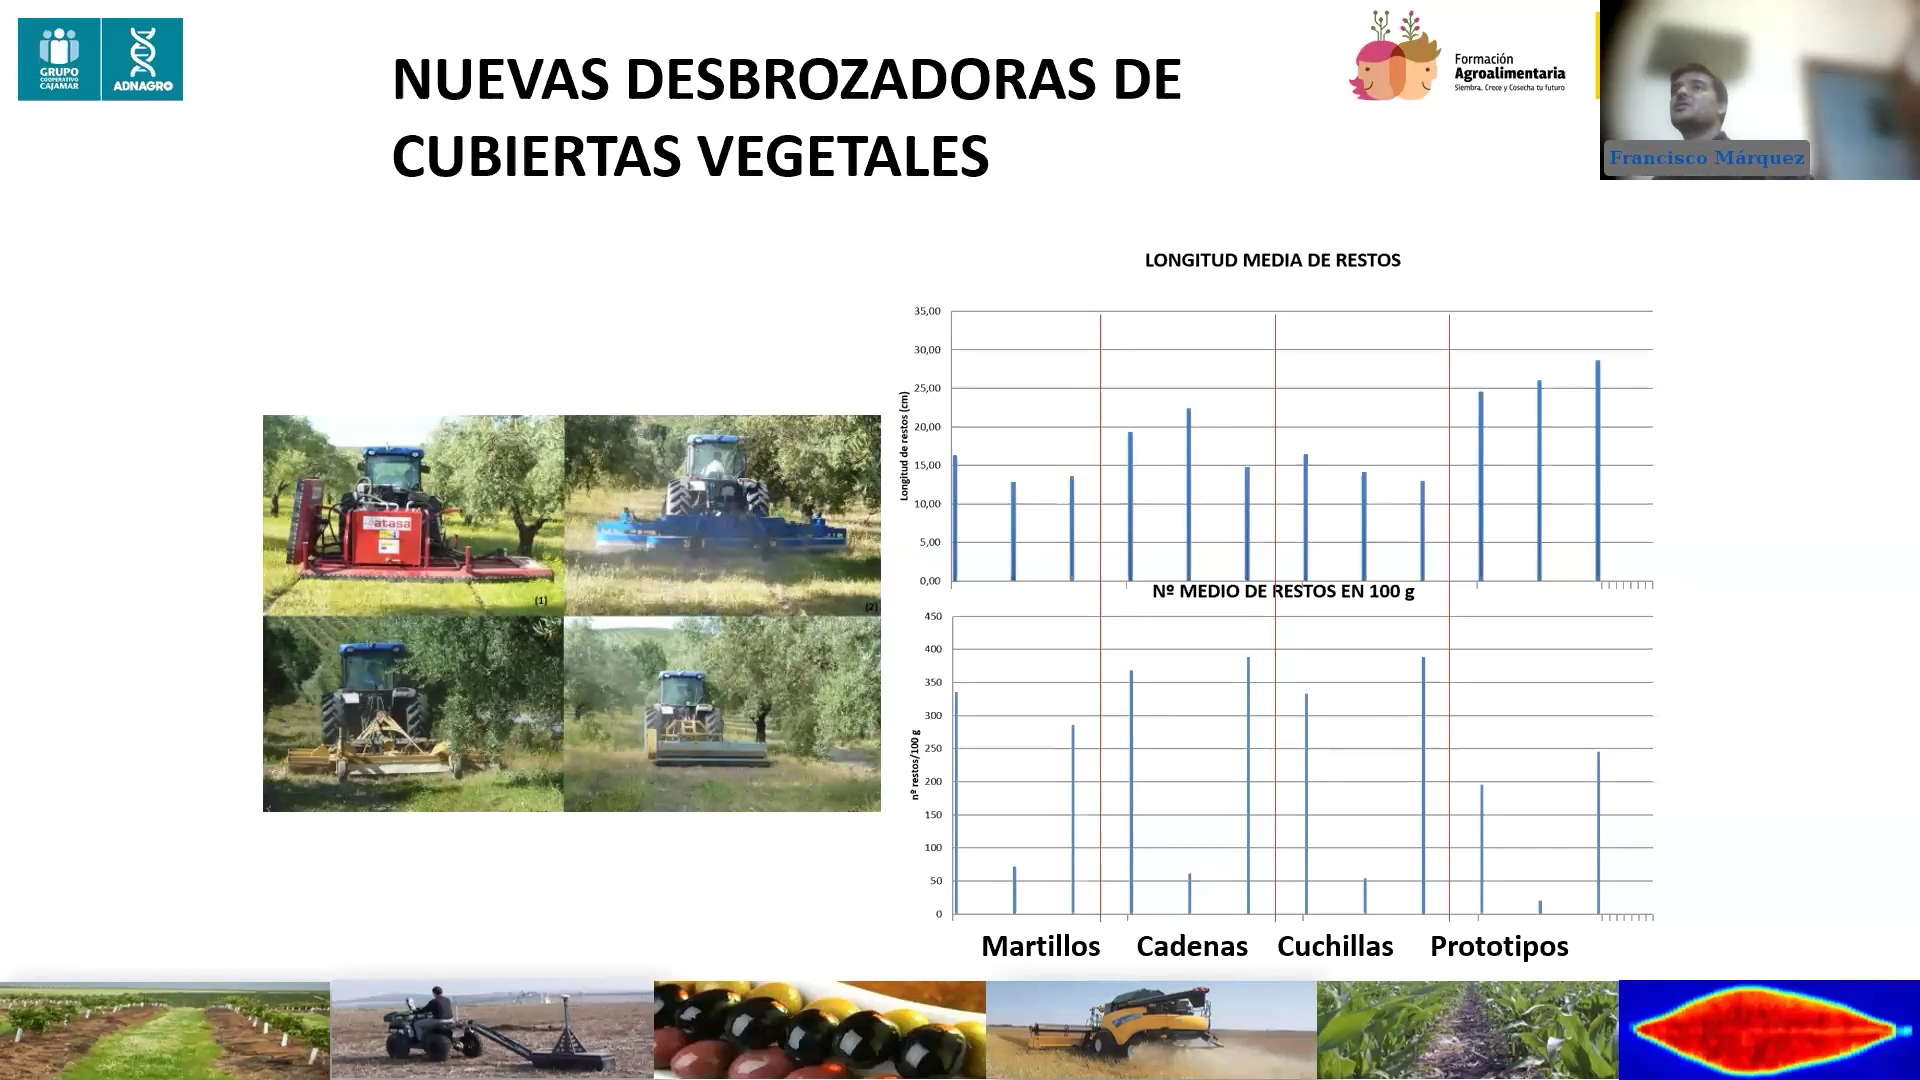 GRUPO
COOPERATIVO
CAJAMAR
ADNAGRO
NUEVAS DESBROZADORAS DE
CUBIERTAS VEGETALES
Formación
Agroalimentaria
Siembra, Crece y Cosecha tu futuro
Francisco Márquez
atasa
(1)
(2)
LONGITUD MEDIA DE RESTOS
Longitud de restos (cm)
35,00
30,00
25,00
20,00
15,00
10,00
5,00
0,00
Nº MEDIO DE RESTOS EN 100 g
nº restos/100 g
450
400
350
300
250
200
150
100
50
0
Martillos Cadenas Cuchillas Prototipos